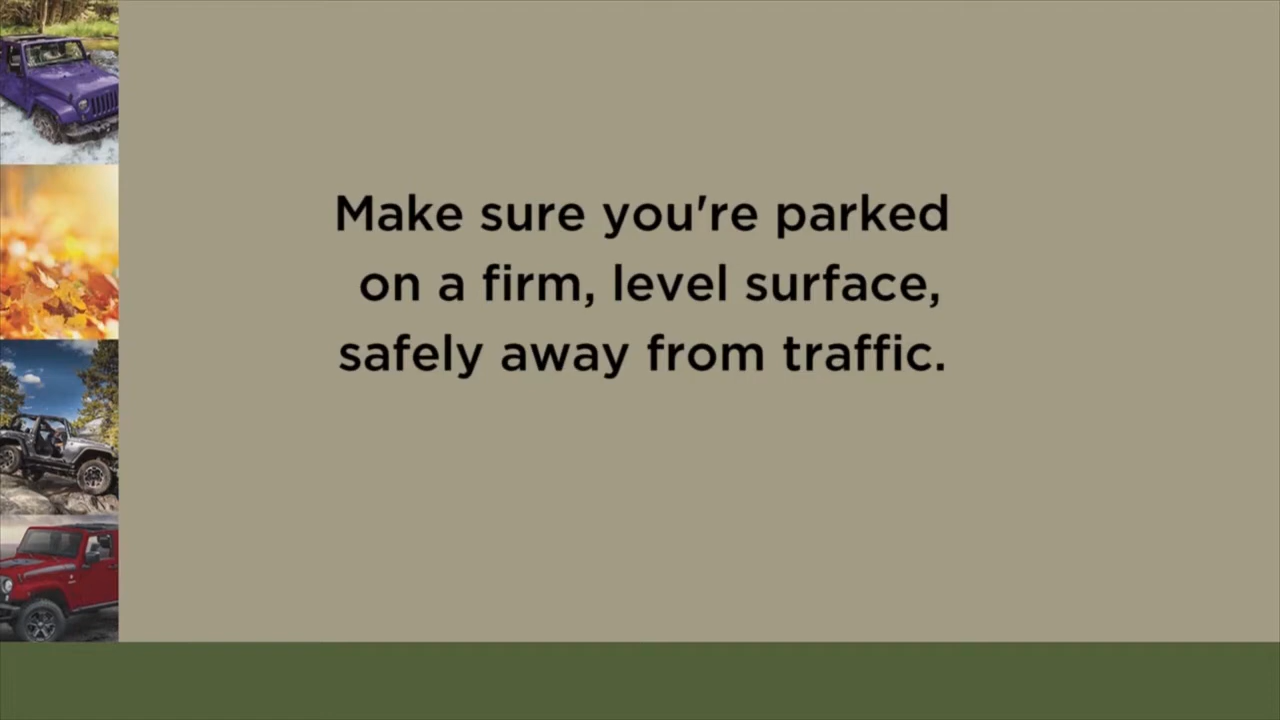 Make sure you're parked
on a firm, level surface,
safely away from traffic.